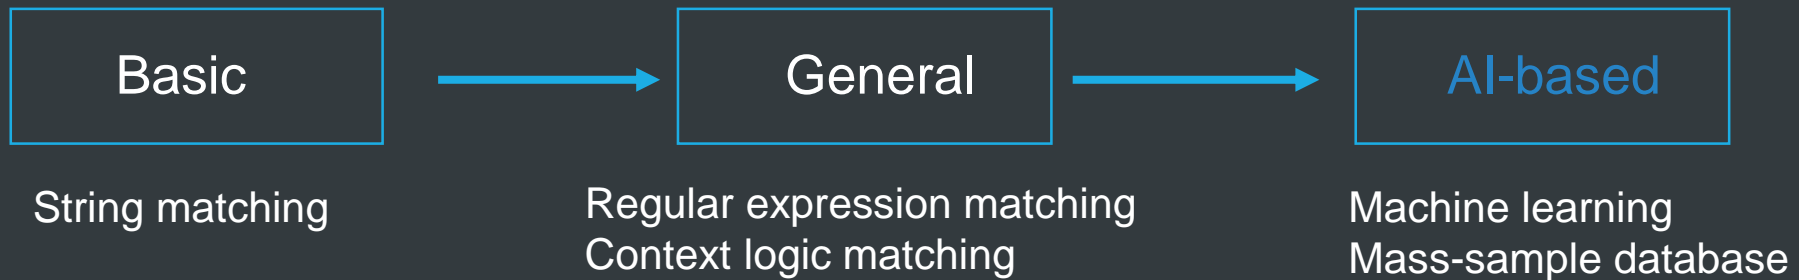 Basic
General
AI-based
String matching
Regular expression matching
Context logic matching
Machine learning
Mass-sample database